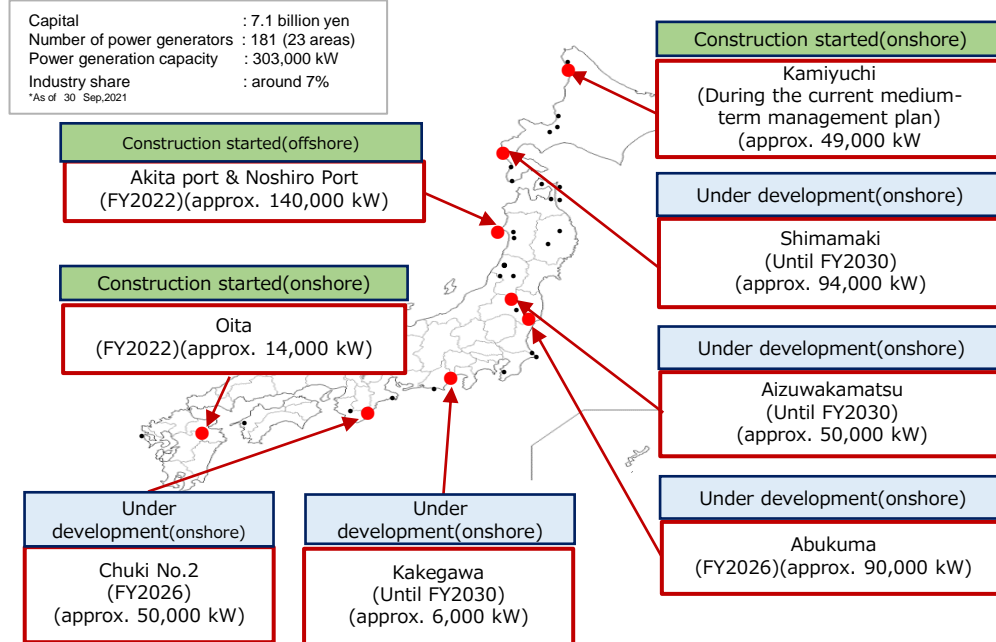 Capital : 7.1 billion yen
Number of power generators : 181 (23 areas)
Power generation capacity : 303,000 kW
Industry share : around 7%
*As of 30 Sep,2021
Construction started(onshore)
Kamiyuchi
(During the current medium-
term management plan)
(approx. 49,000 kW
Construction started(offshore)
Akita port & Noshiro Port
(FY2022)(approx. 140,000 kW)
Under development(onshore)
Shimamaki
(Until FY2030)
(approx. 94,000 kW)
Construction started(onshore)
Oita
(FY2022)(approx. 14,000 kW)
Under development(onshore)
Aizuwakamatsu
(Until FY2030)
(approx. 50,000 kW)
Under development(onshore)
Abukuma
(FY2026)(approx. 90,000 kW)
Under
development(onshore)
Chuki No.2
(FY2026)
(approx. 50,000 kW)
Under
development(onshore)
Kakegawa
(Until FY2030)
(approx. 6,000 kW)